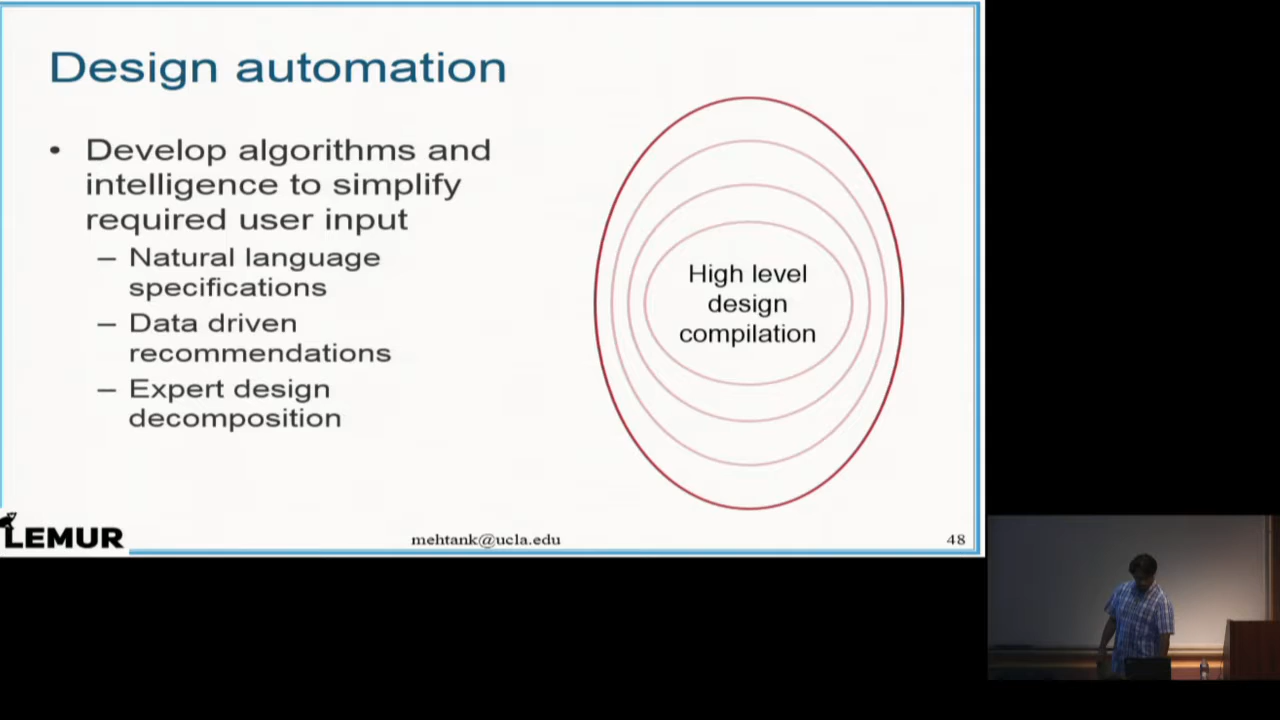 Design automation
• Develop algorithms and
intelligence to simplify
required user input
– Natural language
specifications
– Data driven
recommendations
– Expert design
decomposition
High level
design
compilation
LEMUR
mehtank@ucla.edu
48